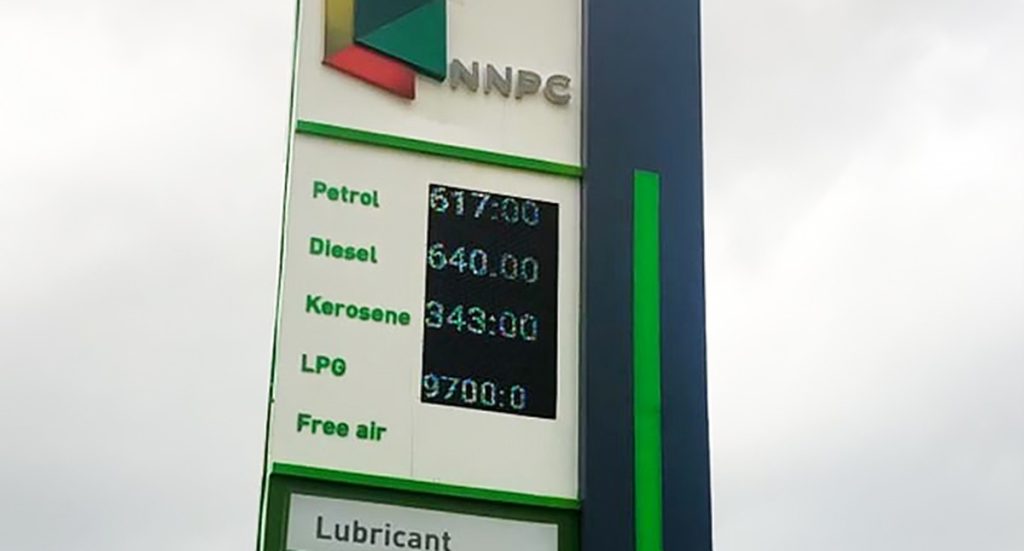 NNPC
Petrol 617:00
Diesel 640.00
Kerosene 343:00
LPG 9700:0
Free air
Lubricant